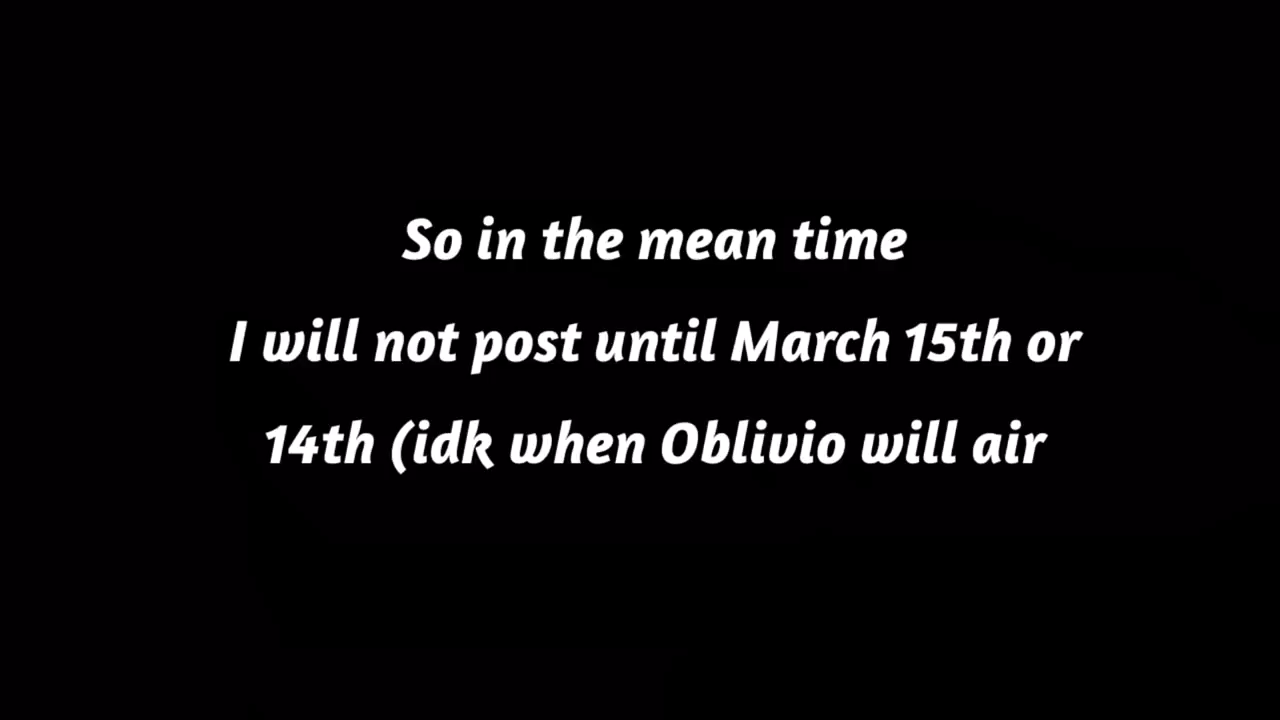 So in the mean time
I will not post until March 15th or
14th (idk when Oblivio will air